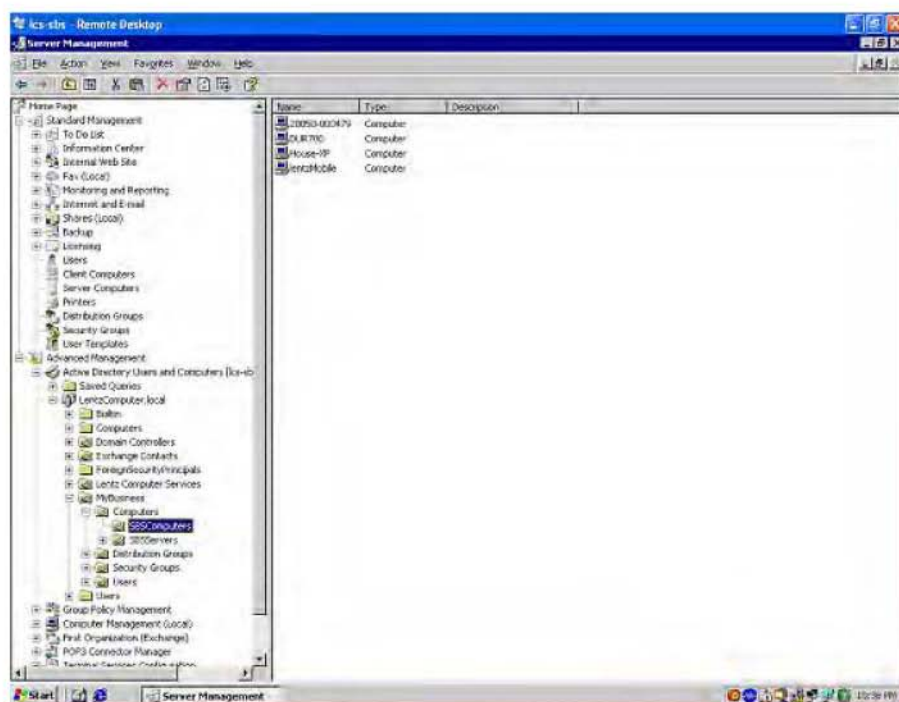 lcs-sbs - Remote Desktop
Server Management
File Action View Favorites Window Help
Home Page
Standard Management
To Do List
Information Center
Internal Web Site
Fax (Local)
Monitoring and Reporting
Internet and E-mail
Shares (Local)
Backup
Licensing
Users
Client Computers
Server Computers
Printers
Distribution Groups
Security Groups
User Templates
Advanced Management
Active Directory Users and Computers [lcs-sb
Saved Queries
LentzComputer.local
Builtin
Computers
Domain Controllers
Exchange Contacts
ForeignSecurityPrincipals
Lentz Computer Services
MyBusiness
Computers
SBSComputers
SBSServers
Distribution Groups
Security Groups
Users
Users
Group Policy Management
Computer Management (Local)
First Organization (Exchange)
POP3 Connector Manager
Terminal Services Configuration
Name Type Description
Computer
Computer
House-XP Computer
lentzMobile Computer
Start Server Management